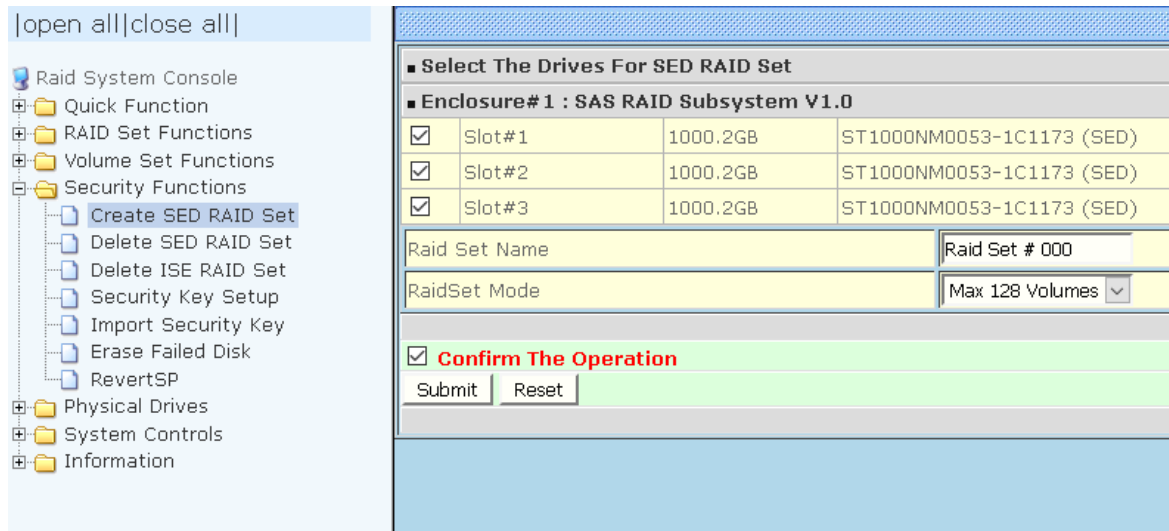 |open all|close all|
Raid System Console
Quick Function
RAID Set Functions
Volume Set Functions
Security Functions
Create SED RAID Set
Delete SED RAID Set
Delete ISE RAID Set
Security Key Setup
Import Security Key
Erase Failed Disk
RevertSP
Physical Drives
System Controls
Information
Select The Drives For SED RAID Set
Enclosure#1 : SAS RAID Subsystem V1.0
Slot#1 1000.2GB ST1000NM0053-1C1173 (SED)
Slot#2 1000.2GB ST1000NM0053-1C1173 (SED)
Slot#3 1000.2GB ST1000NM0053-1C1173 (SED)
Raid Set Name Raid Set # 000
RaidSet Mode Max 128 Volumes
Confirm The Operation
Submit Reset